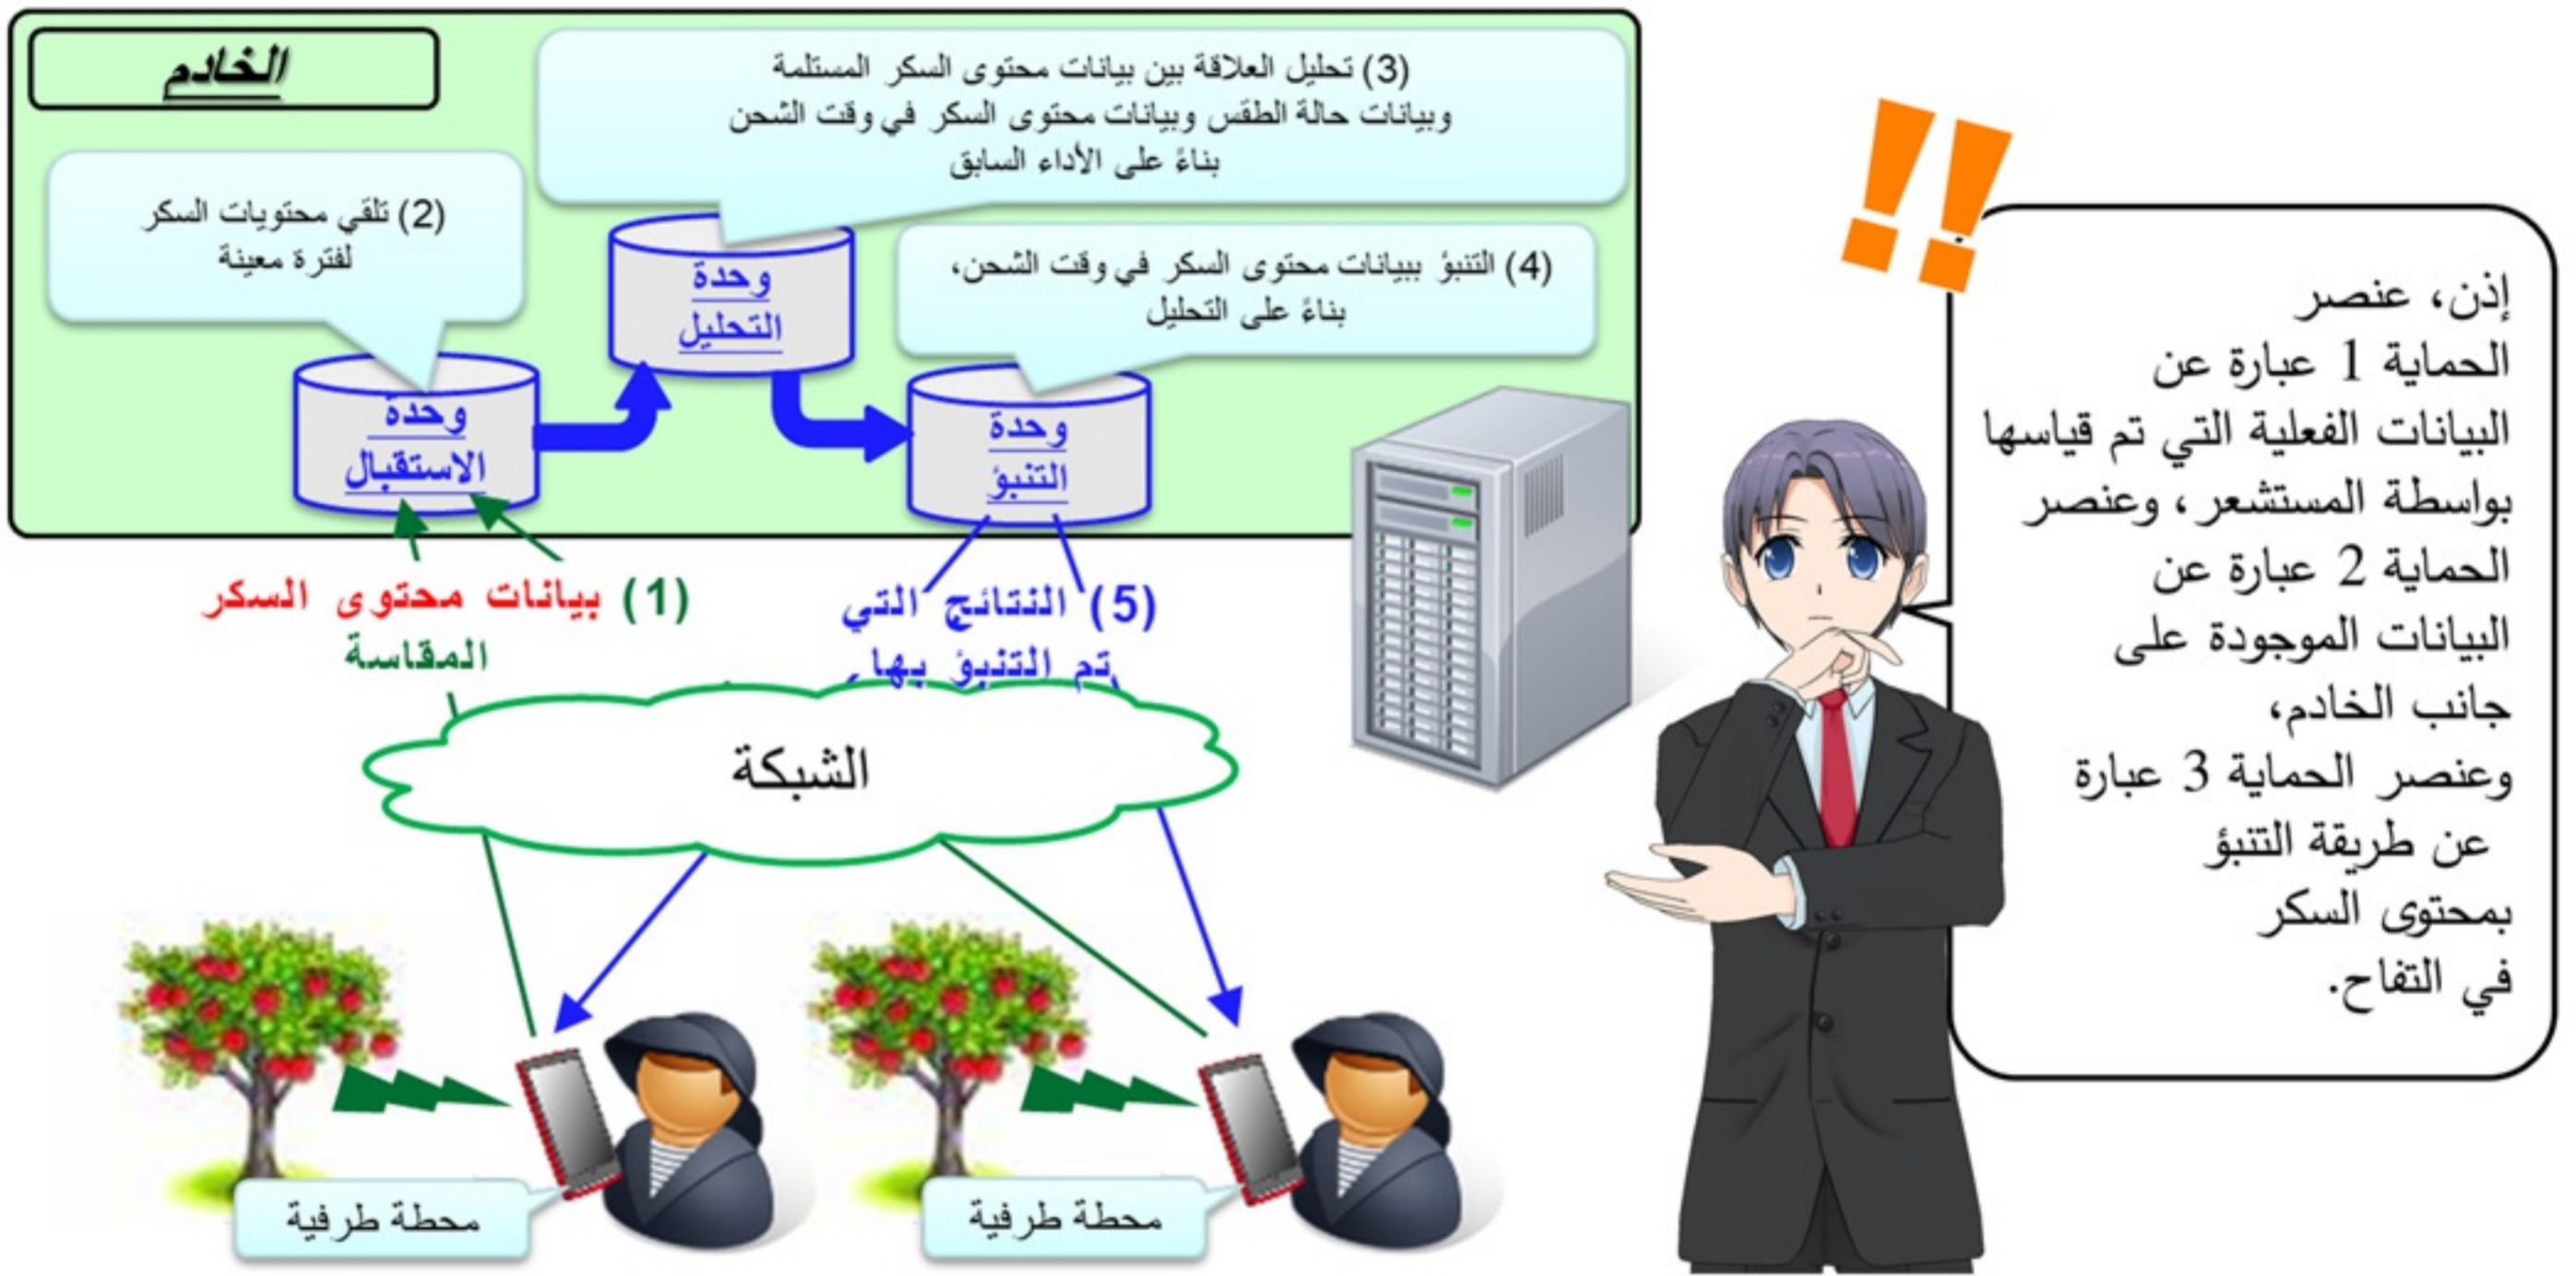 الخادم
(3) تحليل العلاقة بين بيانات محتوى السكر المستلمة
وبيانات حالة الطقس وبيانات محتوى السكر في وقت الشحن
بناءً على الأداء السابق
(2) تلقي محتويات السكر
لفترة معينة
(4) التنبؤ ببيانات محتوى السكر في وقت الشحن،
بناءً على التحليل
وحدة
التحليل
وحدة
الاستقبال
وحدة
التنبؤ
(1) بيانات محتوى السكر
المقاسة
(5) النتائج التي
تم التنبؤ بها
الشبكة
محطة طرفية
محطة طرفية
!!
إذن، عنصر
الحماية 1 عبارة عن
البيانات الفعلية التي تم قياسها
بواسطة المستشعر، وعنصر
الحماية 2 عبارة عن
البيانات الموجودة على
جانب الخادم،
وعنصر الحماية 3 عبارة
عن طريقة التنبؤ
بمحتوى السكر
في التفاح.